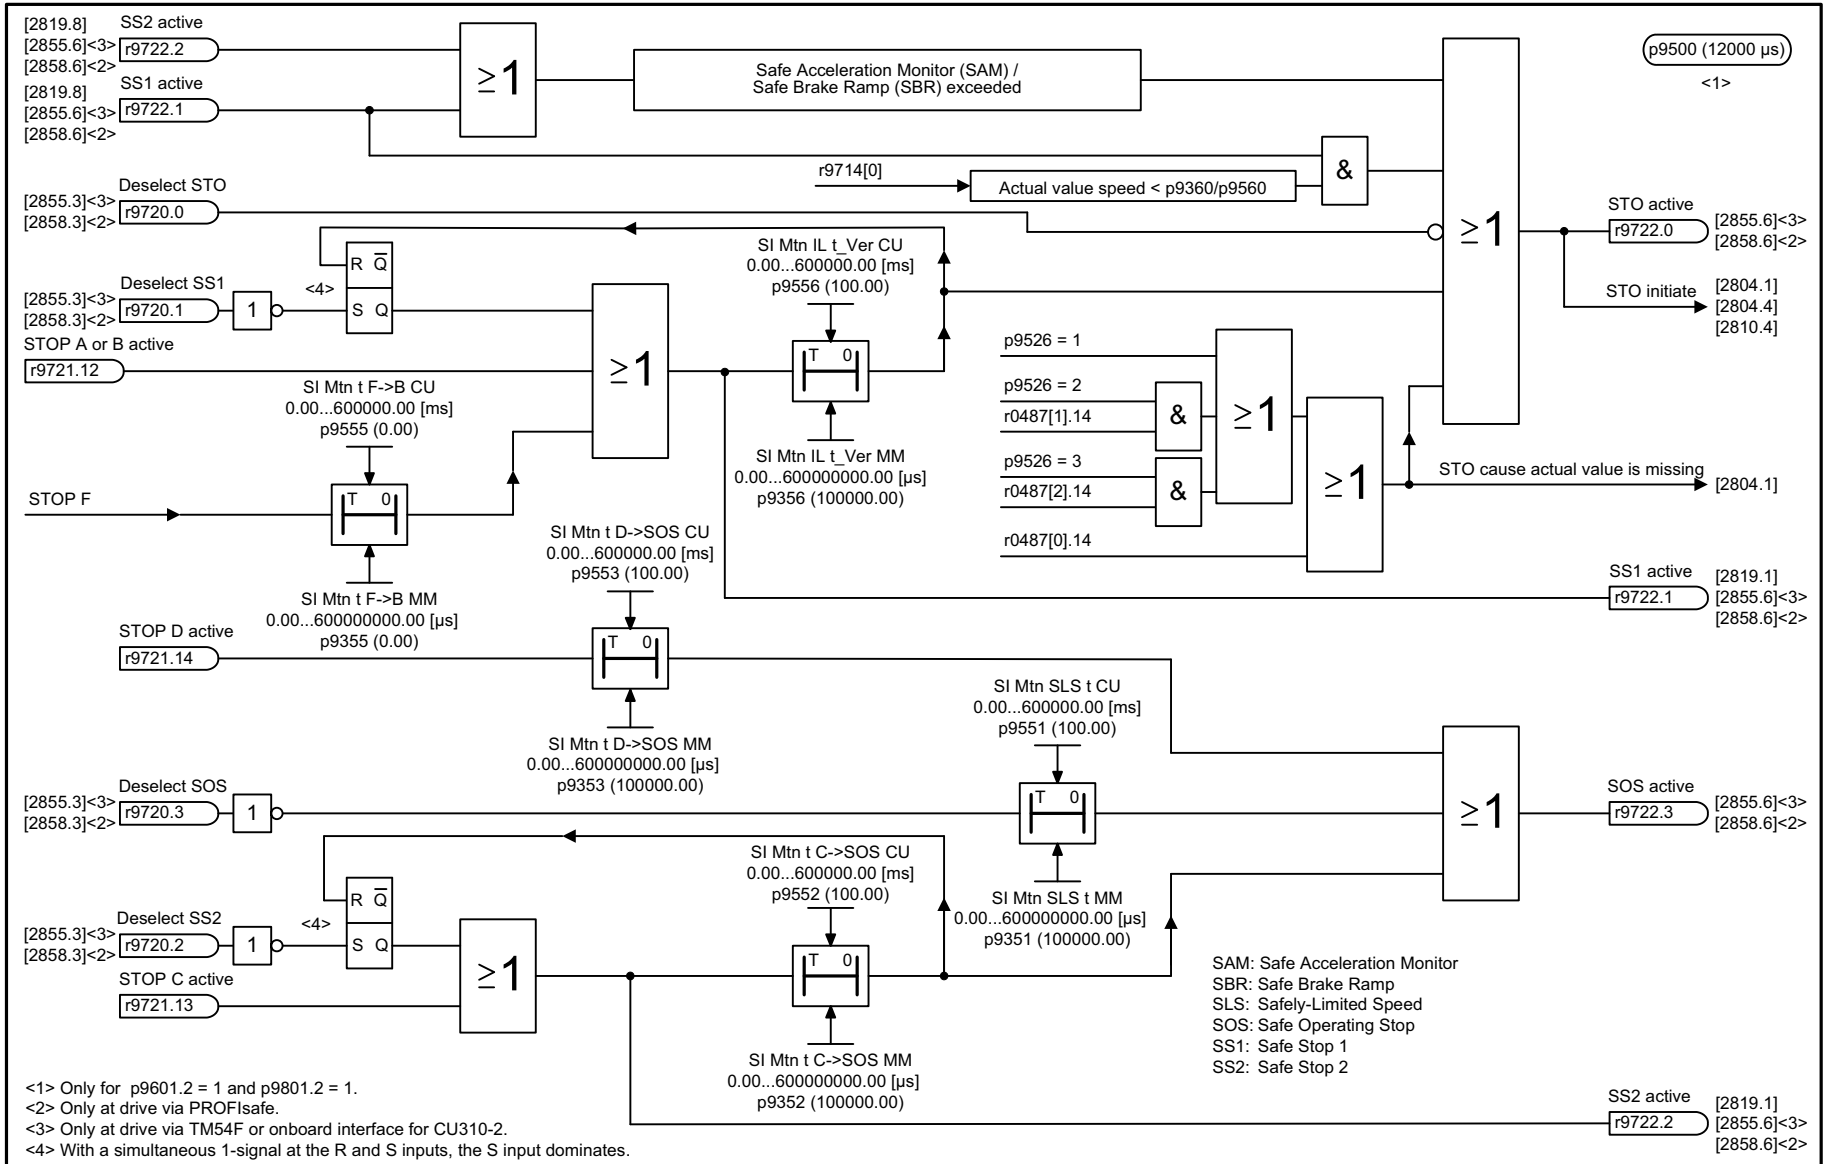 [2819.8]
[2855.6]<3>
[2858.6]<2>
SS2 active
r9722.2
[2819.8]
[2855.6]<3>
[2858.6]<2>
SS1 active
r9722.1
≥1
Safe Acceleration Monitor (SAM) /
Safe Brake Ramp (SBR) exceeded
p9500 (12000 µs)
<1>
r9714[0]
Actual value speed < p9360/p9560
&
Deselect STO
[2855.3]<3>
[2858.3]<2>
r9720.0
≥1
STO active
r9722.0
[2855.6]<3>
[2858.6]<2>
STO initiate
[2804.1]
[2804.4]
[2810.4]
Deselect SS1
[2855.3]<3>
[2858.3]<2>
r9720.1
1
<4>
R Q
S Q
STOP A or B active
r9721.12
≥1
SI Mtn IL t_Ver CU
0.00...600000.00 [ms]
p9556 (100.00)
T 0
SI Mtn IL t_Ver MM
0.00...600000000.00 [µs]
p9356 (100000.00)
SI Mtn t F->B CU
0.00...600000.00 [ms]
p9555 (0.00)
STOP F
T 0
SI Mtn t F->B MM
0.00...600000000.00 [µs]
p9355 (0.00)
p9526 = 1
p9526 = 2
r0487[1].14
&
p9526 = 3
r0487[2].14
&
≥1
r0487[0].14
≥1
STO cause actual value is missing
[2804.1]
SS1 active
r9722.1
[2819.1]
[2855.6]<3>
[2858.6]<2>
SI Mtn t D->SOS CU
0.00...600000.00 [ms]
p9553 (100.00)
STOP D active
r9721.14
T 0
SI Mtn t D->SOS MM
0.00...600000000.00 [µs]
p9353 (100000.00)
SI Mtn SLS t CU
0.00...600000.00 [ms]
p9551 (100.00)
Deselect SOS
[2855.3]<3>
[2858.3]<2>
r9720.3
1
T 0
SI Mtn SLS t MM
0.00...600000000.00 [µs]
p9351 (100000.00)
≥1
SOS active
r9722.3
[2855.6]<3>
[2858.6]<2>
Deselect SS2
[2855.3]<3>
[2858.3]<2>
r9720.2
1
<4>
R Q
S Q
STOP C active
r9721.13
≥1
SI Mtn t C->SOS CU
0.00...600000.00 [ms]
p9552 (100.00)
T 0
SI Mtn t C->SOS MM
0.00...600000000.00 [µs]
p9352 (100000.00)
SAM: Safe Acceleration Monitor
SBR: Safe Brake Ramp
SLS: Safely-Limited Speed
SOS: Safe Operating Stop
SS1: Safe Stop 1
SS2: Safe Stop 2
SS2 active
r9722.2
[2819.1]
[2855.6]<3>
[2858.6]<2>
<1> Only for p9601.2 = 1 and p9801.2 = 1.
<2> Only at drive via PROFIsafe.
<3> Only at drive via TM54F or onboard interface for CU310-2.
<4> With a simultaneous 1-signal at the R and S inputs, the S input dominates.